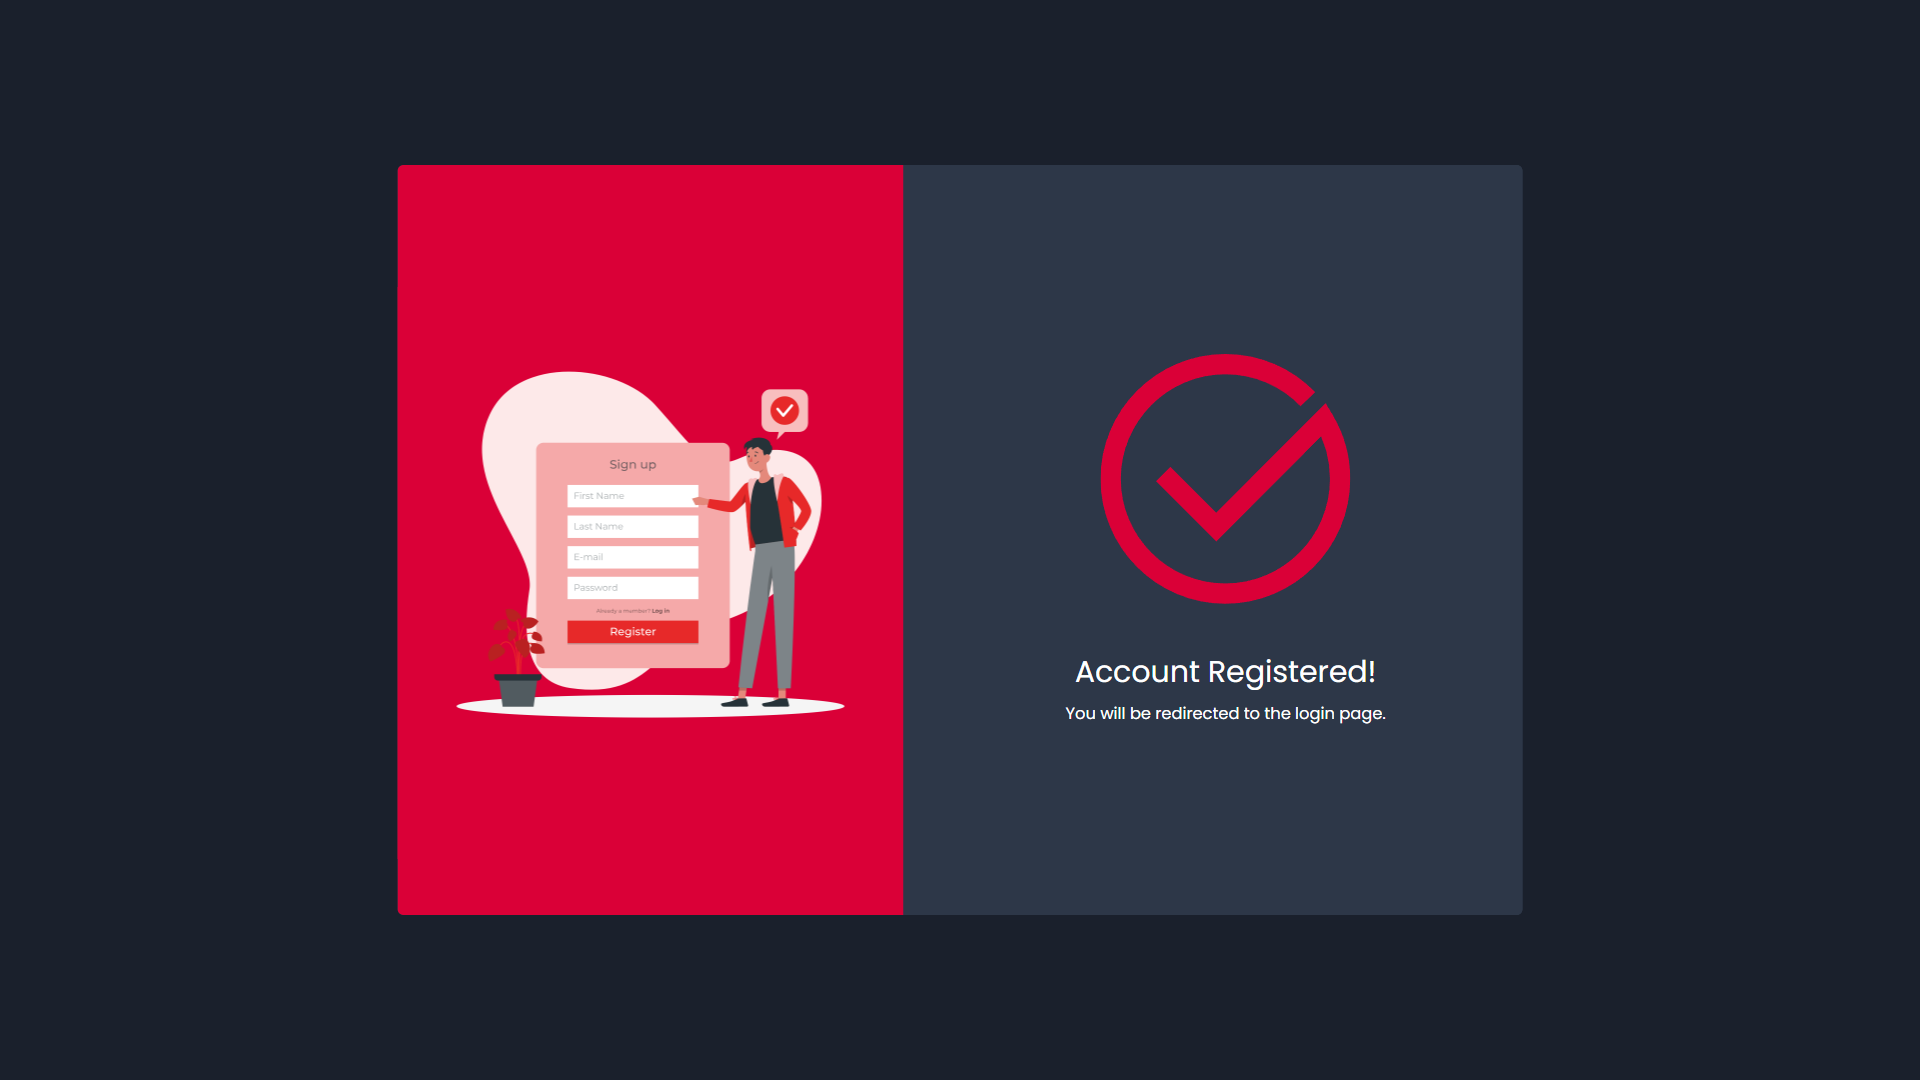 Sign up
First Name
Last Name
E-mail
Password
Already a member? Log in
Register
Account Registered!
You will be redirected to the login page.